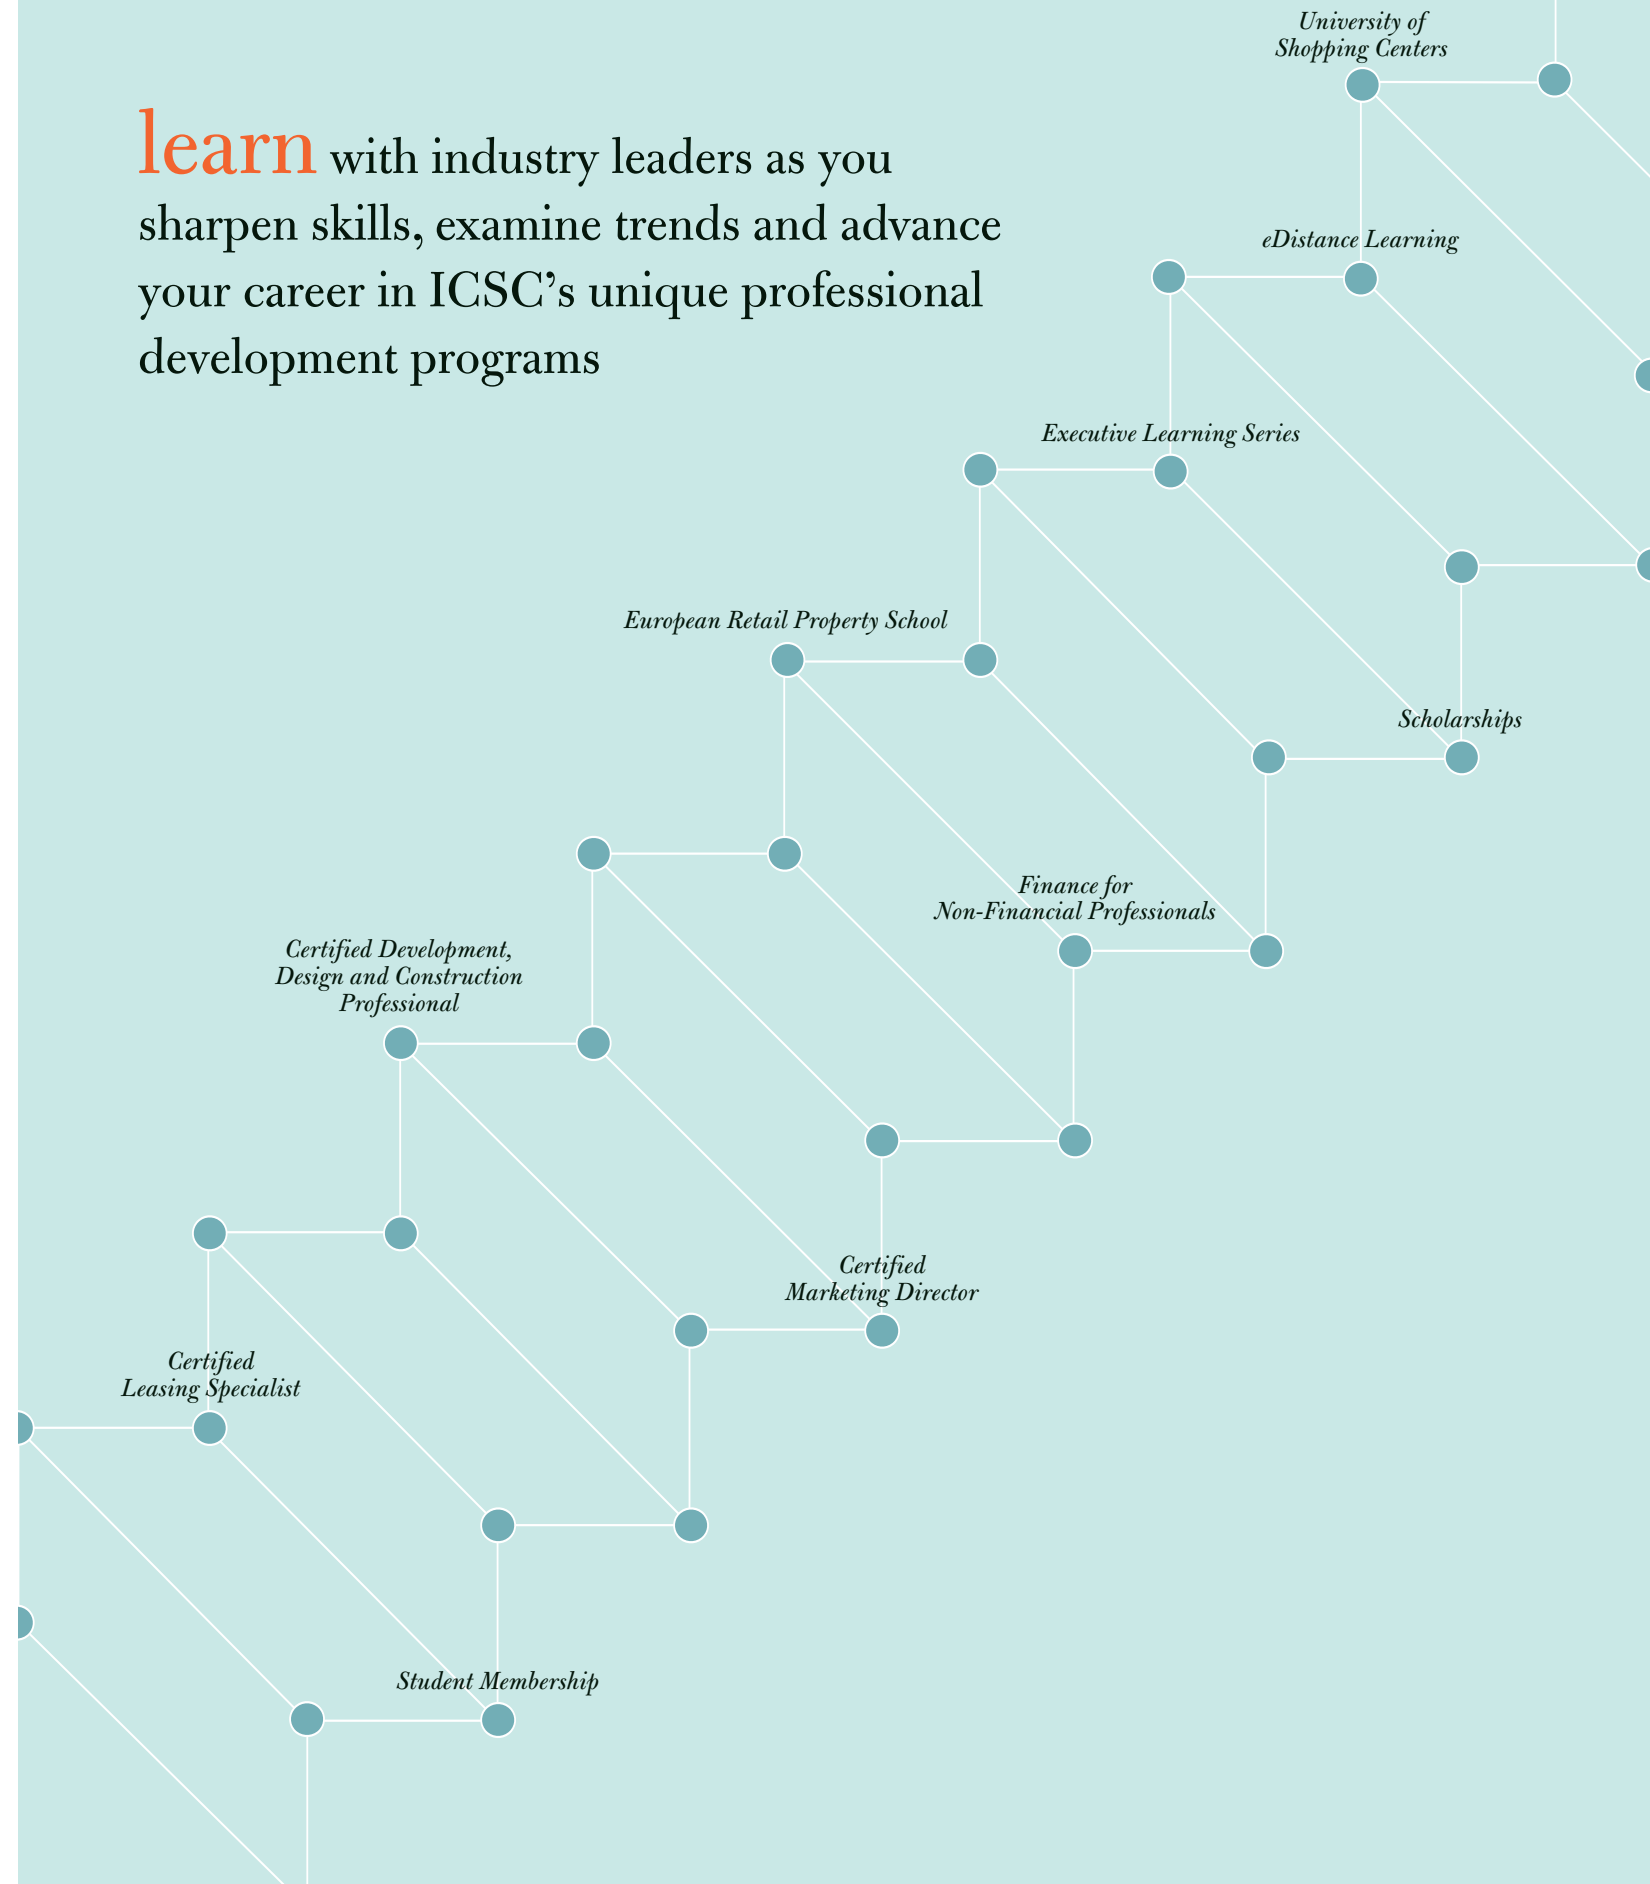 learn with industry leaders as you
sharpen skills, examine trends and advance
your career in ICSC’s unique professional
development programs
University of
Shopping Centers
eDistance Learning
Executive Learning Series
European Retail Property School
Scholarships
Finance for
Non-Financial Professionals
Certified Development,
Design and Construction
Professional
Certified
Marketing Director
Certified
Leasing Specialist
Student Membership